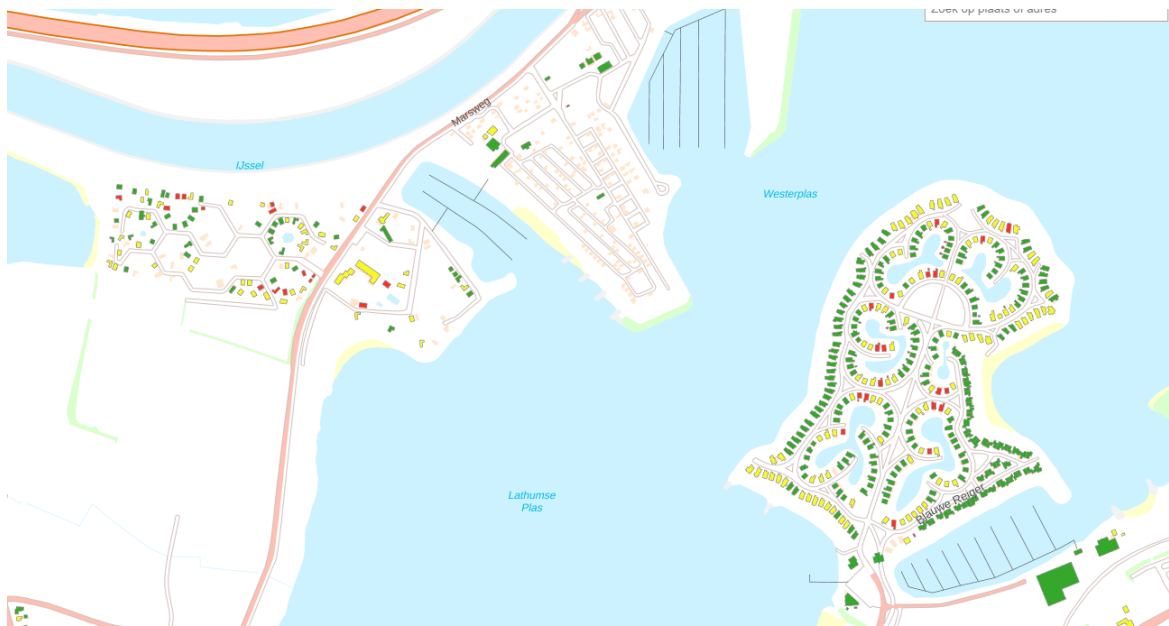 Zoek op plaats of adres
Marsweg
IJssel
Westerplas
Lathumse
Plas
Blauwe Reiger